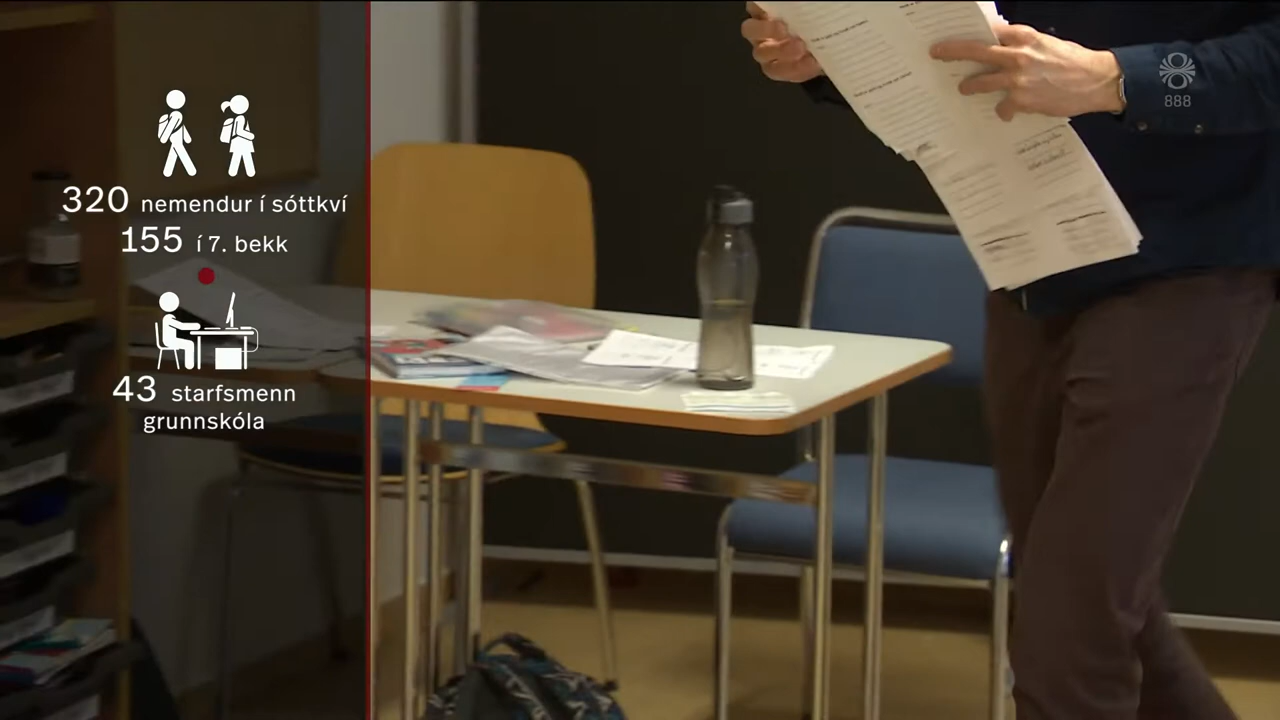 888
320 nemendur í sóttkví
155 í 7. bekk
43 starfsmenn
grunnskóla